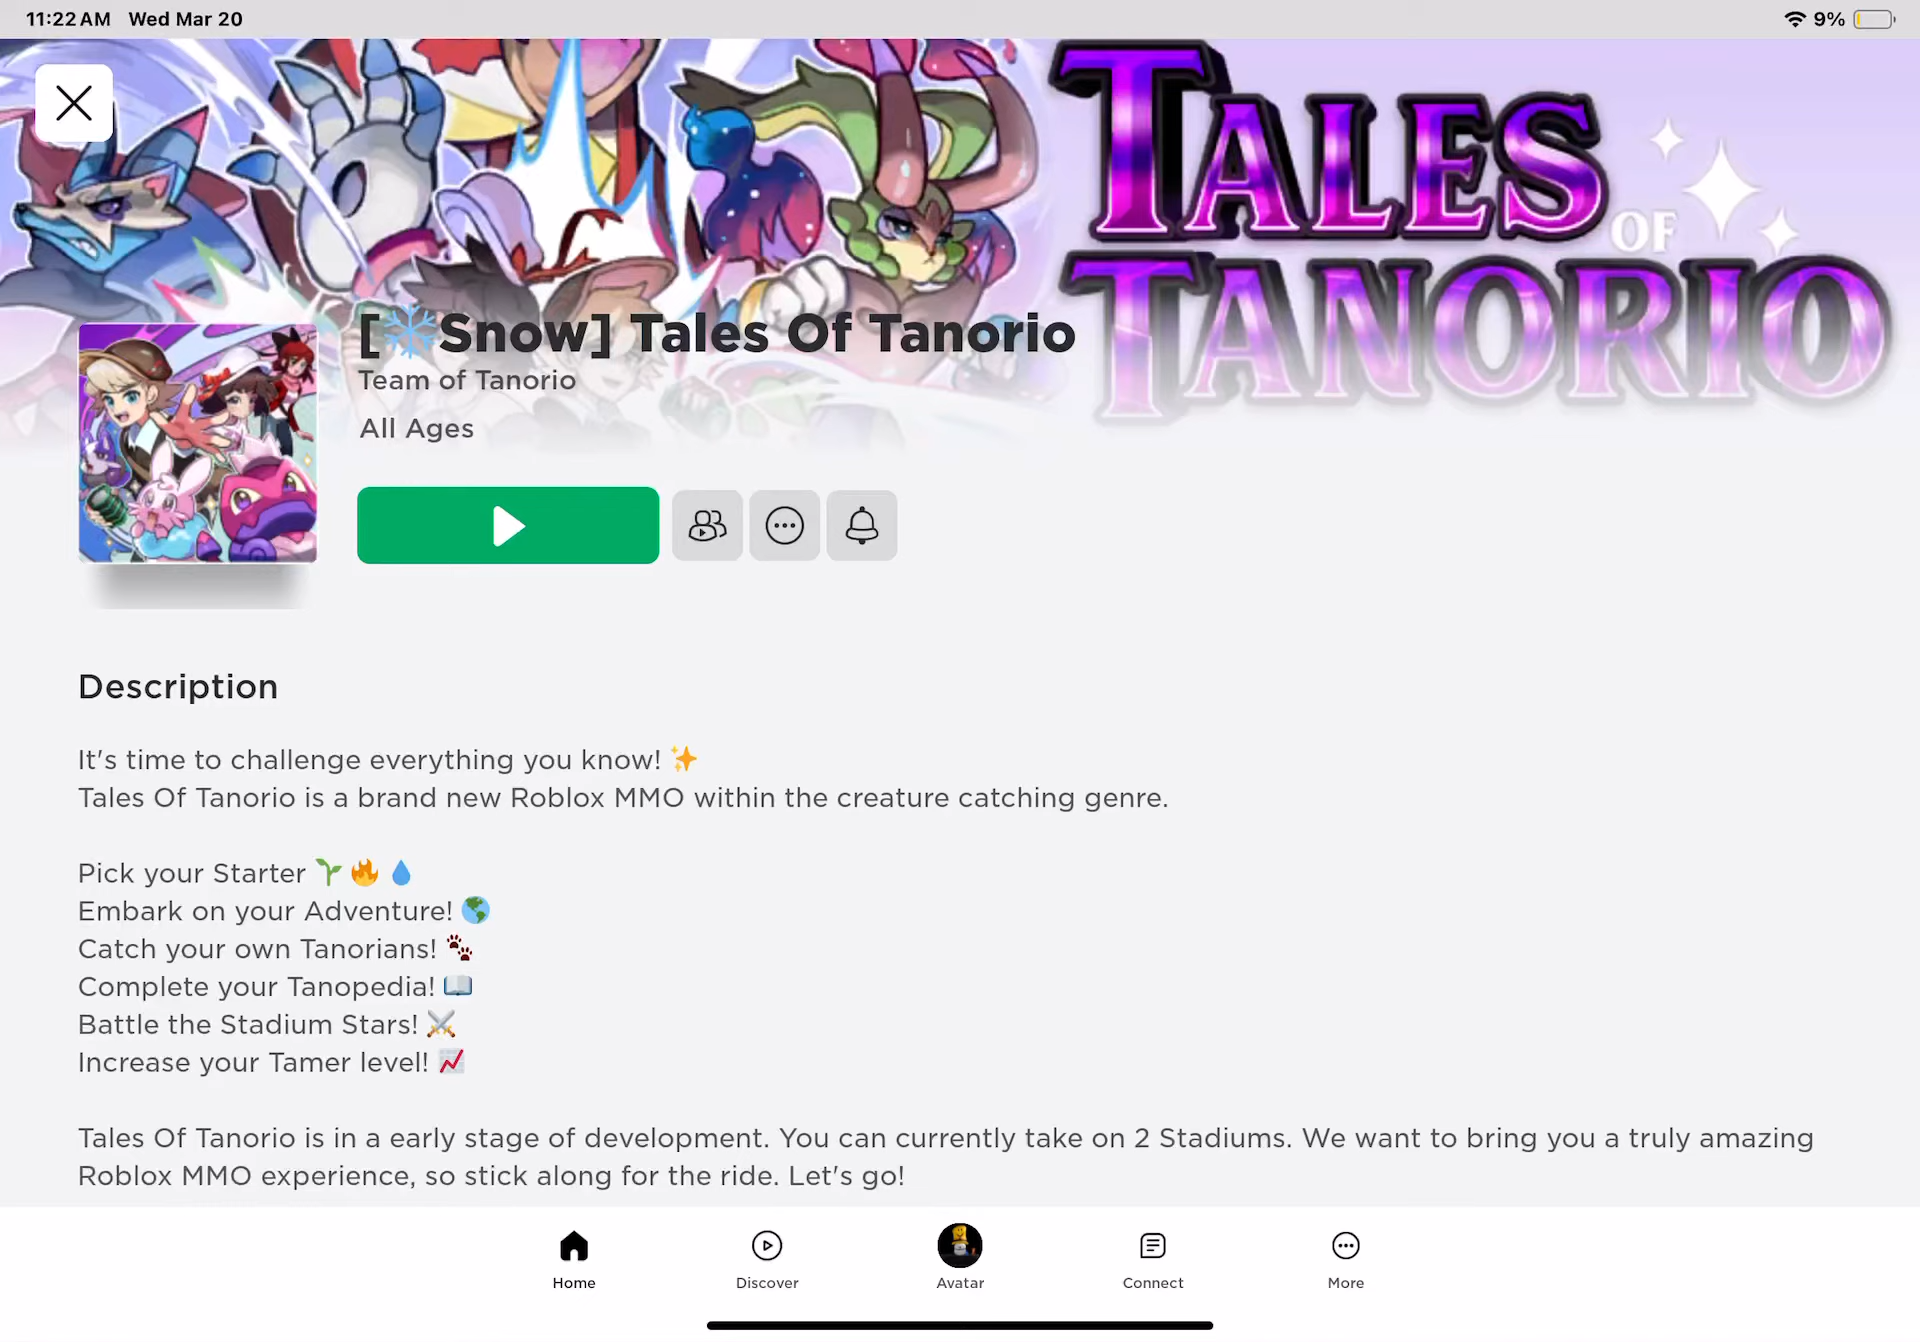 11:22 AM Wed Mar 20
9%
TALES
OF
TANORIO
[❄️Snow] Tales Of Tanorio
Team of Tanorio
All Ages
Description
It's time to challenge everything you know! ✨
Tales Of Tanorio is a brand new Roblox MMO within the creature catching genre.
Pick your Starter 🌱 🔥 💧
Embark on your Adventure! 🌎
Catch your own Tanorians! 🐾
Complete your Tanopedia! 📖
Battle the Stadium Stars! ⚔️
Increase your Tamer level! 📈
Tales Of Tanorio is in a early stage of development. You can currently take on 2 Stadiums. We want to bring you a truly amazing
Roblox MMO experience, so stick along for the ride. Let's go!
Home
Discover
Avatar
Connect
More